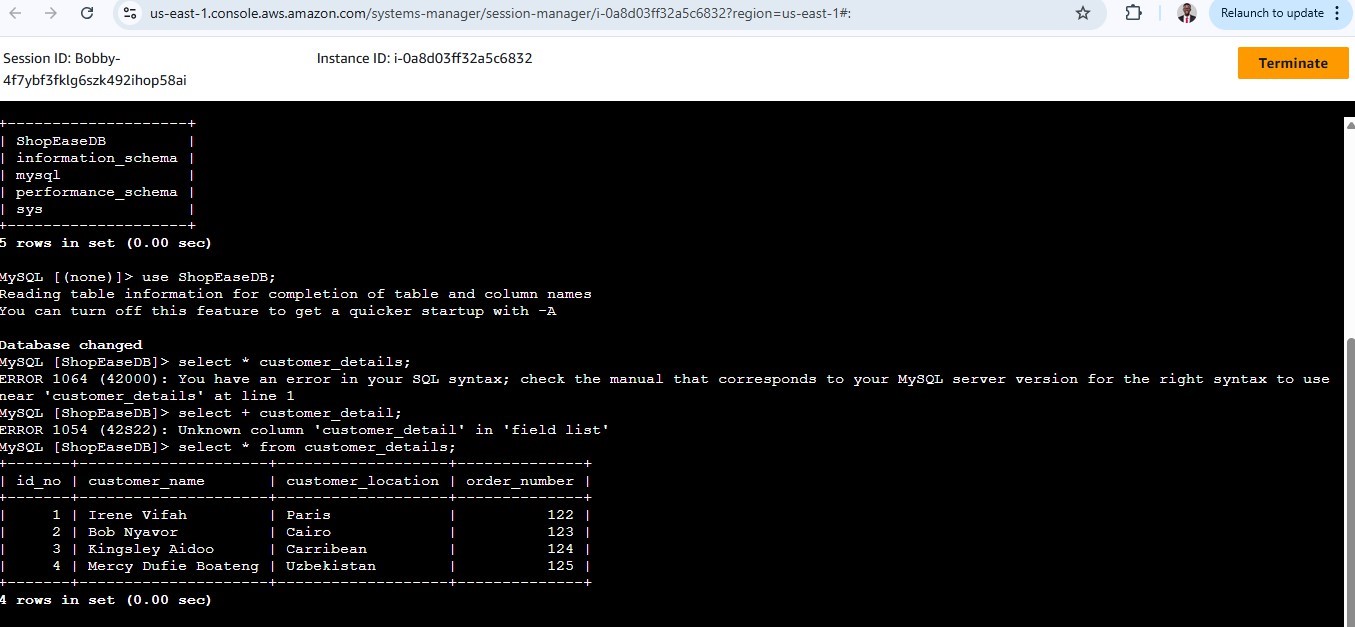 us-east-1.console.aws.amazon.com/systems-manager/session-manager/i-0a8d03ff32a5c6832?region=us-east-1#:
Relaunch to update
Session ID: Bobby-
4f7ybf3fklg6szk492ihop58ai
Instance ID: i-0a8d03ff32a5c6832
Terminate
+--------------------+
| ShopEaseDB         |
| information_schema |
| mysql              |
| performance_schema |
| sys                |
+--------------------+
5 rows in set (0.00 sec)
MySQL [(none)]> use ShopEaseDB;
Reading table information for completion of table and column names
You can turn off this feature to get a quicker startup with -A
Database changed
MySQL [ShopEaseDB]> select * customer_details;
ERROR 1064 (42000): You have an error in your SQL syntax; check the manual that corresponds to your MySQL server version for the right syntax to use
near 'customer_details' at line 1
MySQL [ShopEaseDB]> select + customer_detail;
ERROR 1054 (42S22): Unknown column 'customer_detail' in 'field list'
MySQL [ShopEaseDB]> select * from customer_details;
+-------+----------------------+-------------------+--------------+
| id_no | customer_name        | customer_location | order_number |
+-------+----------------------+-------------------+--------------+
|     1 | Irene Vifah          | Paris             |          122 |
|     2 | Bob Nyavor           | Cairo             |          123 |
|     3 | Kingsley Aidoo       | Carribean         |          124 |
|     4 | Mercy Dufie Boateng  | Uzbekistan        |          125 |
+-------+----------------------+-------------------+--------------+
4 rows in set (0.00 sec)